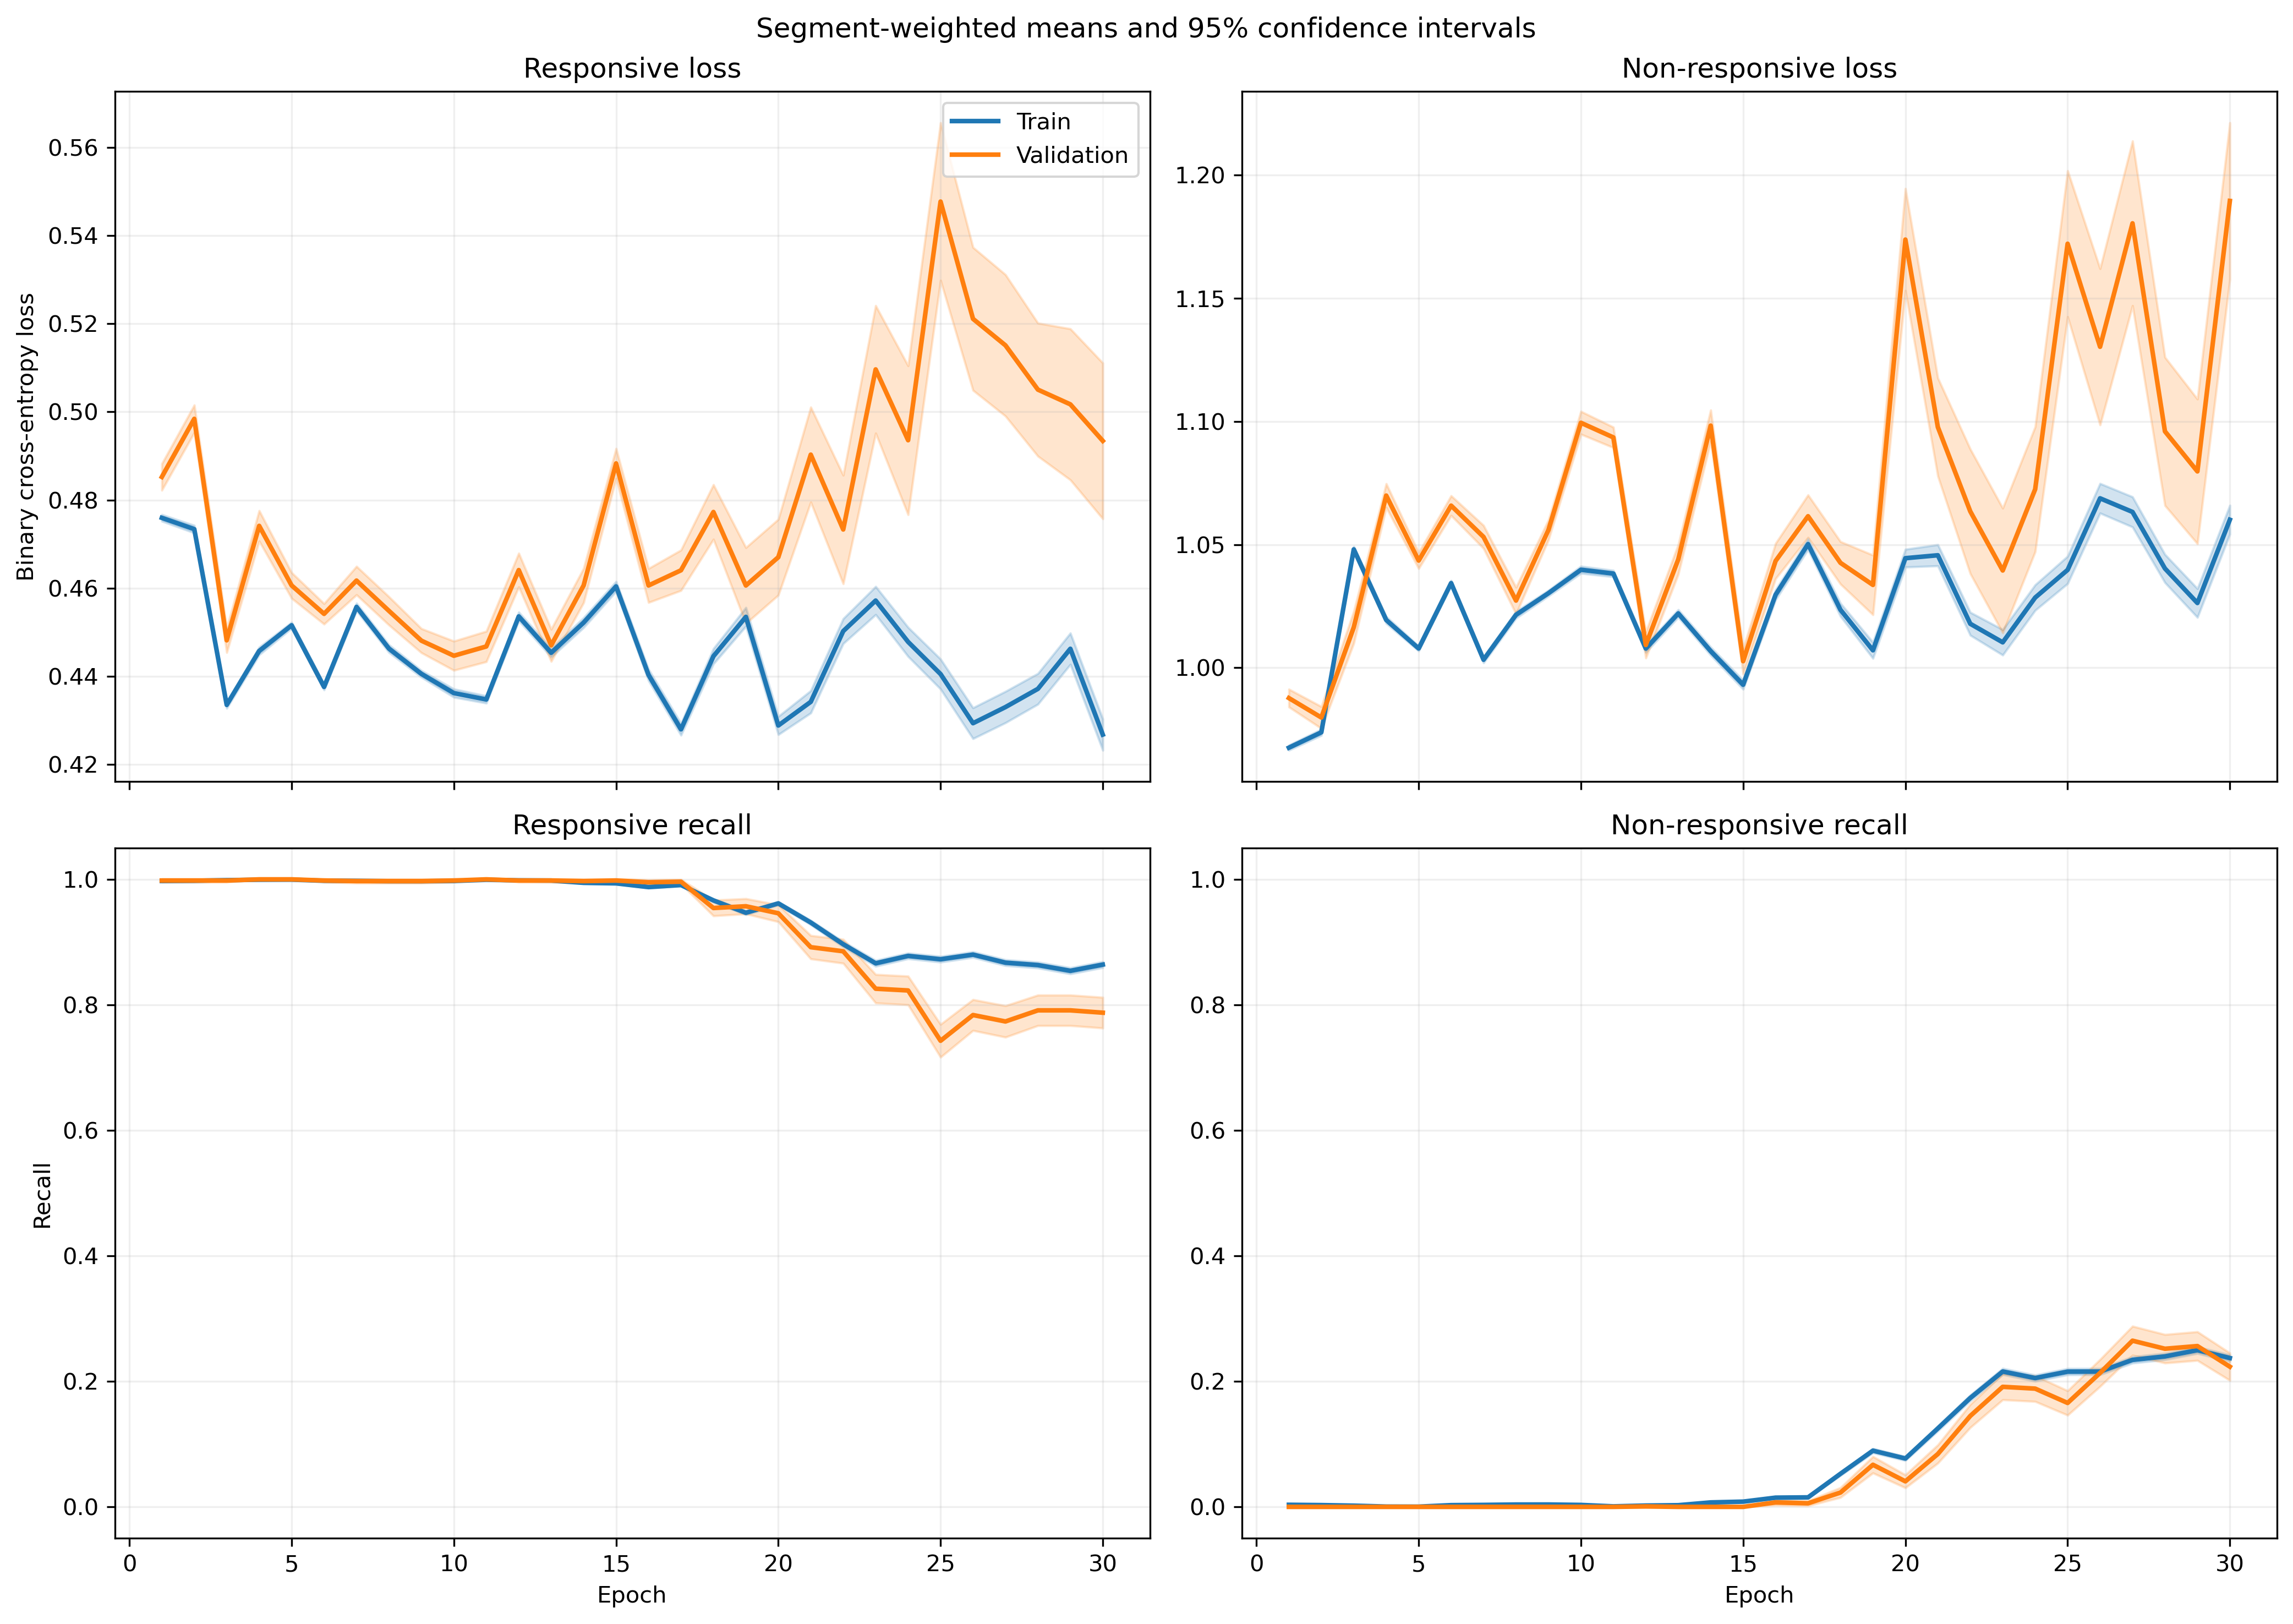 Segment-weighted means and 95% confidence intervals
Responsive loss
Binary cross-entropy loss
0.56
0.54
0.52
0.50
0.48
0.46
0.44
0.42
Train
Validation
Non-responsive loss
1.20
1.15
1.10
1.05
1.00
Responsive recall
Recall
1.0
0.8
0.6
0.4
0.2
0.0
0 5 10 15 20 25 30
Epoch
Non-responsive recall
1.0
0.8
0.6
0.4
0.2
0.0
0 5 10 15 20 25 30
Epoch